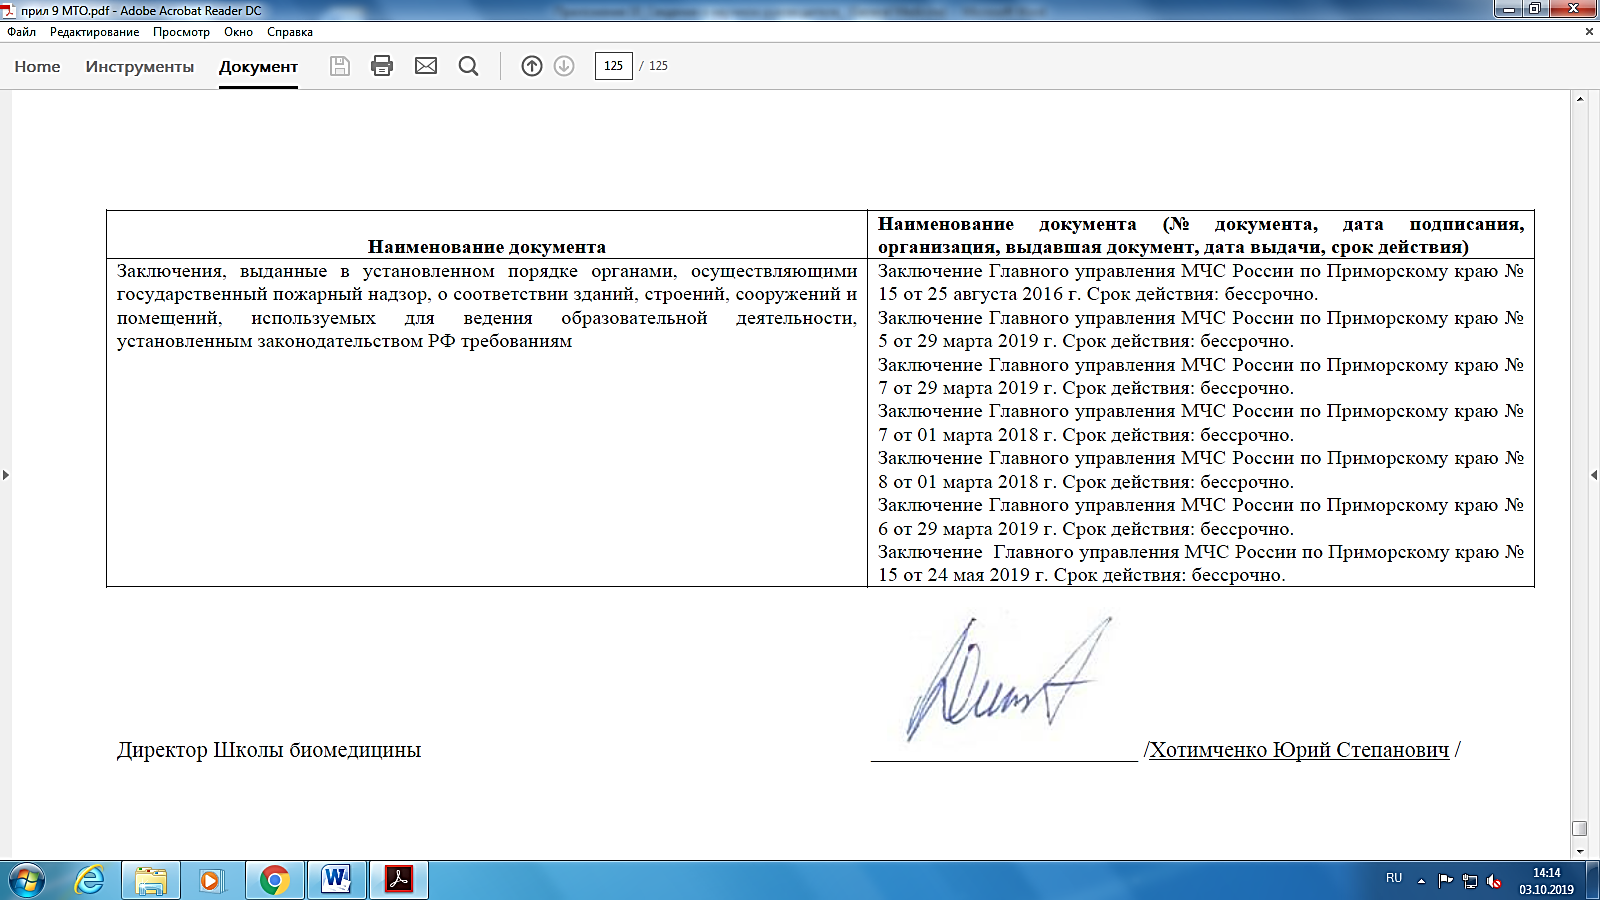 прил 9 МТО.pdf - Adobe Acrobat Reader DC
Файл Редактирование Просмотр Окно Справка
Home Инструменты Документ 125 / 125
Наименование документа
Наименование документа (№ документа, дата подписания,
организация, выдавшая документ, дата выдачи, срок действия)
Заключения, выданные в установленном порядке органами, осуществляющими
государственный пожарный надзор, о соответствии зданий, строений, сооружений и
помещений, используемых для ведения образовательной деятельности,
установленным законодательством РФ требованиям
Заключение Главного управления МЧС России по Приморскому краю №
15 от 25 августа 2016 г. Срок действия: бессрочно.
Заключение Главного управления МЧС России по Приморскому краю №
5 от 29 марта 2019 г. Срок действия: бессрочно.
Заключение Главного управления МЧС России по Приморскому краю №
7 от 29 марта 2019 г. Срок действия: бессрочно.
Заключение Главного управления МЧС России по Приморскому краю №
7 от 01 марта 2018 г. Срок действия: бессрочно.
Заключение Главного управления МЧС России по Приморскому краю №
8 от 01 марта 2018 г. Срок действия: бессрочно.
Заключение Главного управления МЧС России по Приморскому краю №
6 от 29 марта 2019 г. Срок действия: бессрочно.
Заключение Главного управления МЧС России по Приморскому краю №
15 от 24 мая 2019 г. Срок действия: бессрочно.
Директор Школы биомедицины /Хотимченко Юрий Степанович /
RU 14:14
03.10.2019